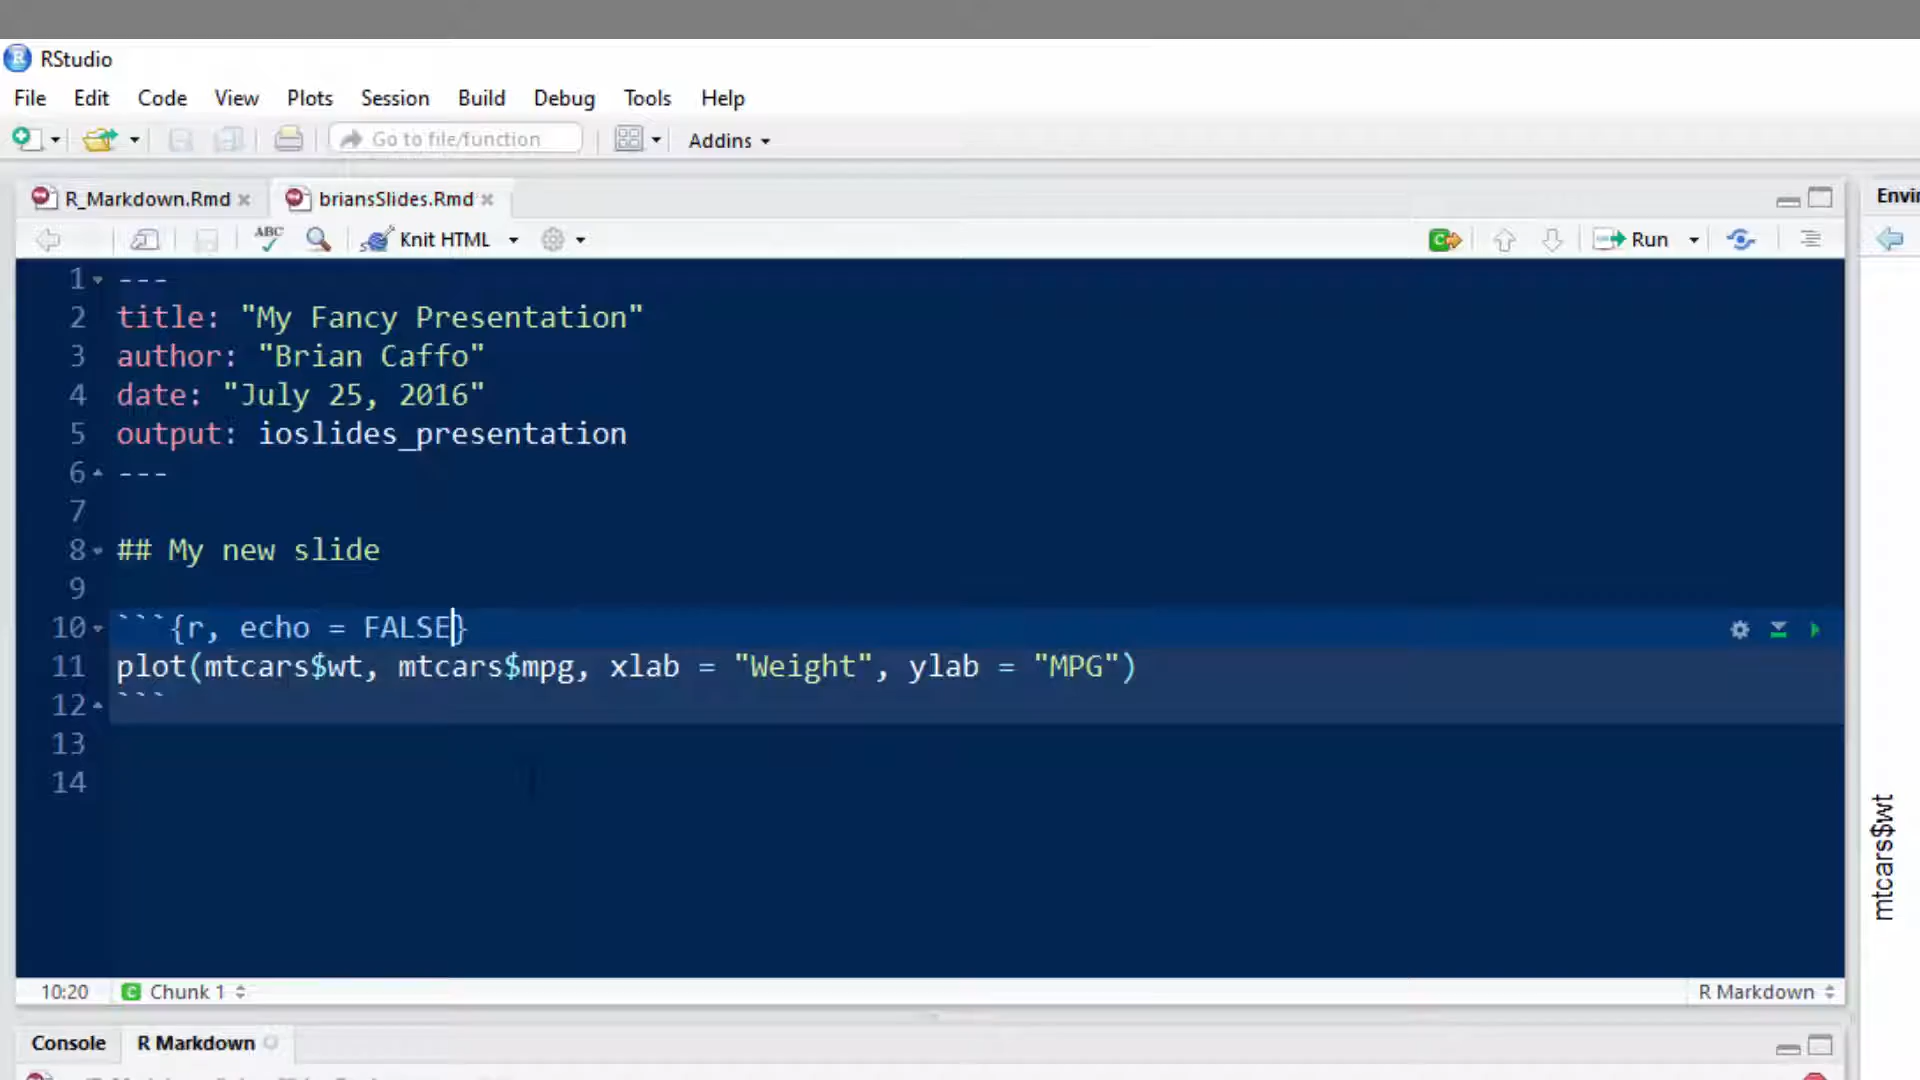 RStudio
File Edit Code View Plots Session Build Debug Tools Help
Go to file/function Addins
R_Markdown.Rmd briansSlides.Rmd
ABC Knit HTML Run
1 ---
2 title: "My Fancy Presentation"
3 author: "Brian Caffo"
4 date: "July 25, 2016"
5 output: ioslides_presentation
6 ---
7
8 ## My new slide
9
10 ```{r, echo = FALSE}
11 plot(mtcars$wt, mtcars$mpg, xlab = "Weight", ylab = "MPG")
12 ```
13
14
10:20 Chunk 1 R Markdown
Console R Markdown
Envir
mtcars$wt